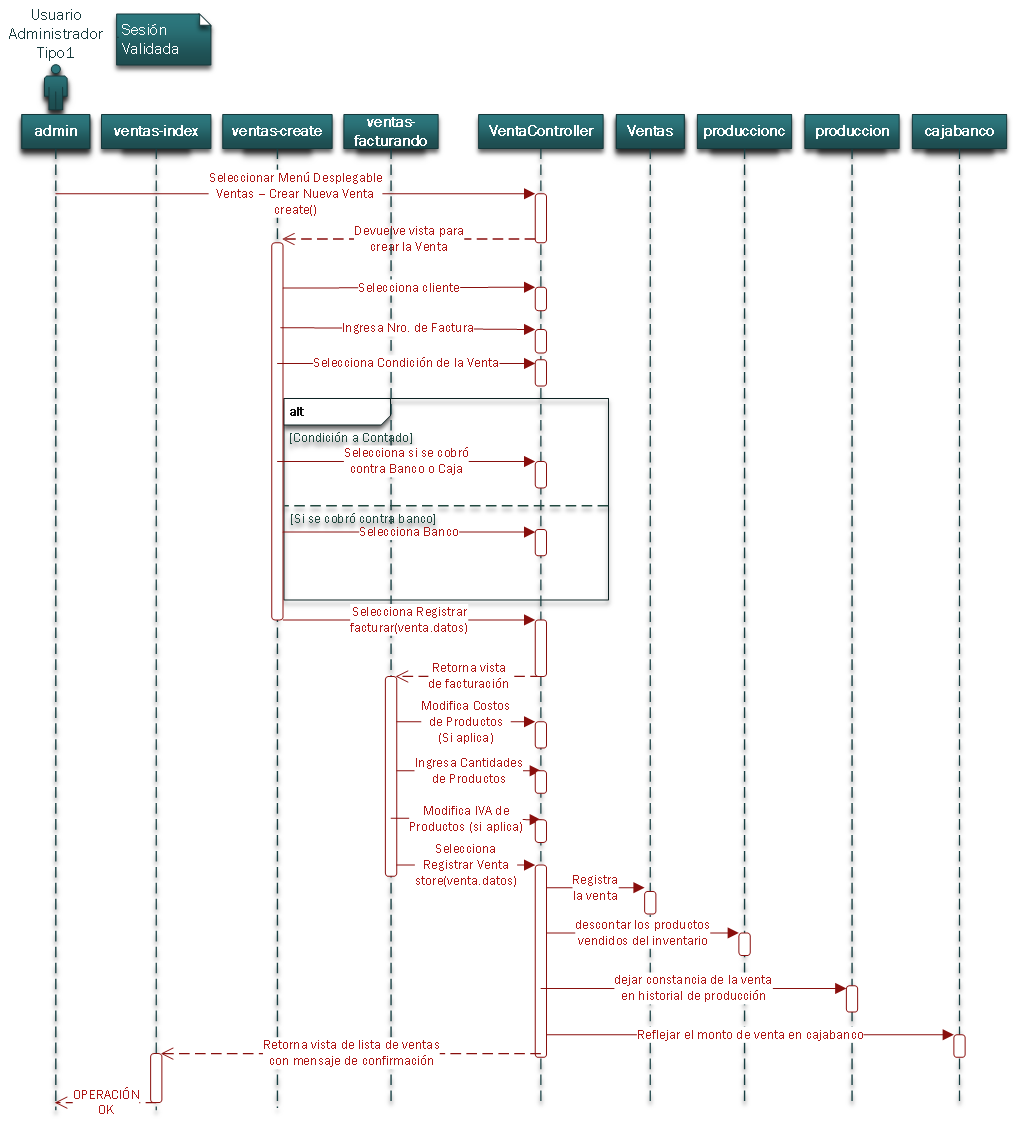 Usuario
Administrador
Tipo1
Sesión
Validada
admin
ventas-index
ventas-create
ventas-
facturando
VentaController
Ventas
produccionc
produccion
cajabanco
Seleccionar Menú Desplegable
Ventas – Crear Nueva Venta
create()
Devuelve vista para
crear la Venta
Selecciona cliente
Ingresa Nro. de Factura
Selecciona Condición de la Venta
alt
[Condición a Contado]
Selecciona si se cobró
contra Banco o Caja
[Si se cobró contra banco]
Selecciona Banco
Selecciona Registrar
facturar(venta.datos)
Retorna vista
de facturación
Modifica Costos
de Productos
(Si aplica)
Ingresa Cantidades
de Productos
Modifica IVA de
Productos (si aplica)
Selecciona
Registrar Venta
store(venta.datos)
Registra
la venta
descontar los productos
vendidos del inventario
dejar constancia de la venta
en historial de producción
Reflejar el monto de venta en cajabanco
Retorna vista de lista de ventas
con mensaje de confirmación
OPERACIÓN
OK